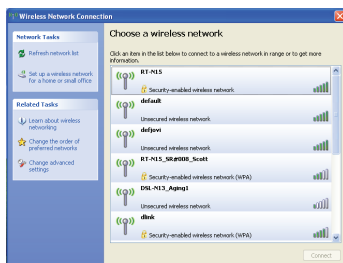 Wireless Network Connection
Network Tasks
Refresh network list
Set up a wireless network
for a home or small office
Related Tasks
Learn about wireless
networking
Change the order of
preferred networks
Change advanced
settings
Choose a wireless network
Click an item in the list below to connect to a wireless network in range or to get more
information.
RT-N15
Security-enabled wireless network
default
Unsecured wireless network
defjovi
Unsecured wireless network
RT-N15_SR#008_Scott
Security-enabled wireless network (WPA)
DSL-N13_Aging1
Unsecured wireless network
dlink
Security-enabled wireless network (WPA)
Connect